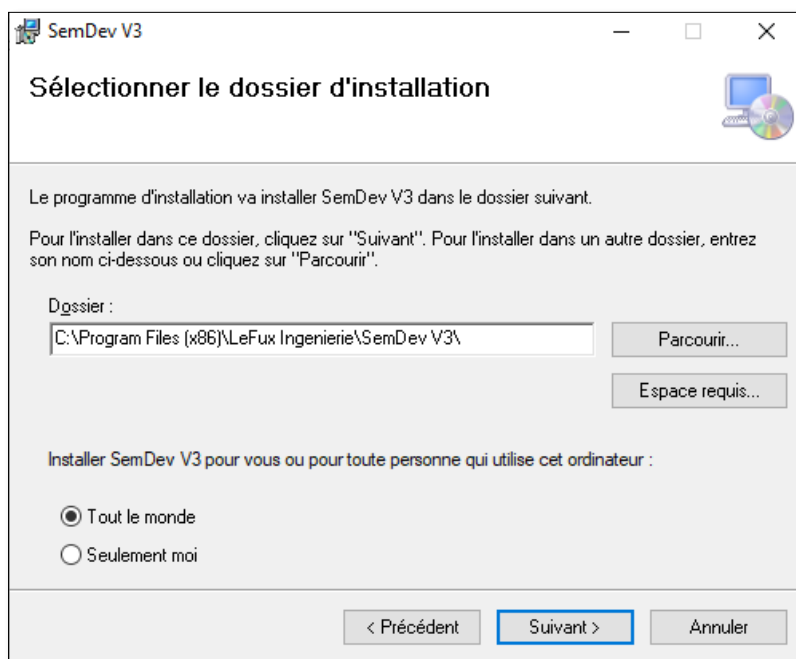 SemDev V3
Sélectionner le dossier d'installation
Le programme d'installation va installer SemDev V3 dans le dossier suivant.
Pour l'installer dans ce dossier, cliquez sur "Suivant". Pour l'installer dans un autre dossier, entrez
son nom ci-dessous ou cliquez sur "Parcourir".
Dossier :
C:\Program Files (x86)\LeFux Ingenierie\SemDev V3\
Parcourir...
Espace requis...
Installer SemDev V3 pour vous ou pour toute personne qui utilise cet ordinateur :
Tout le monde
Seulement moi
< Précédent
Suivant >
Annuler